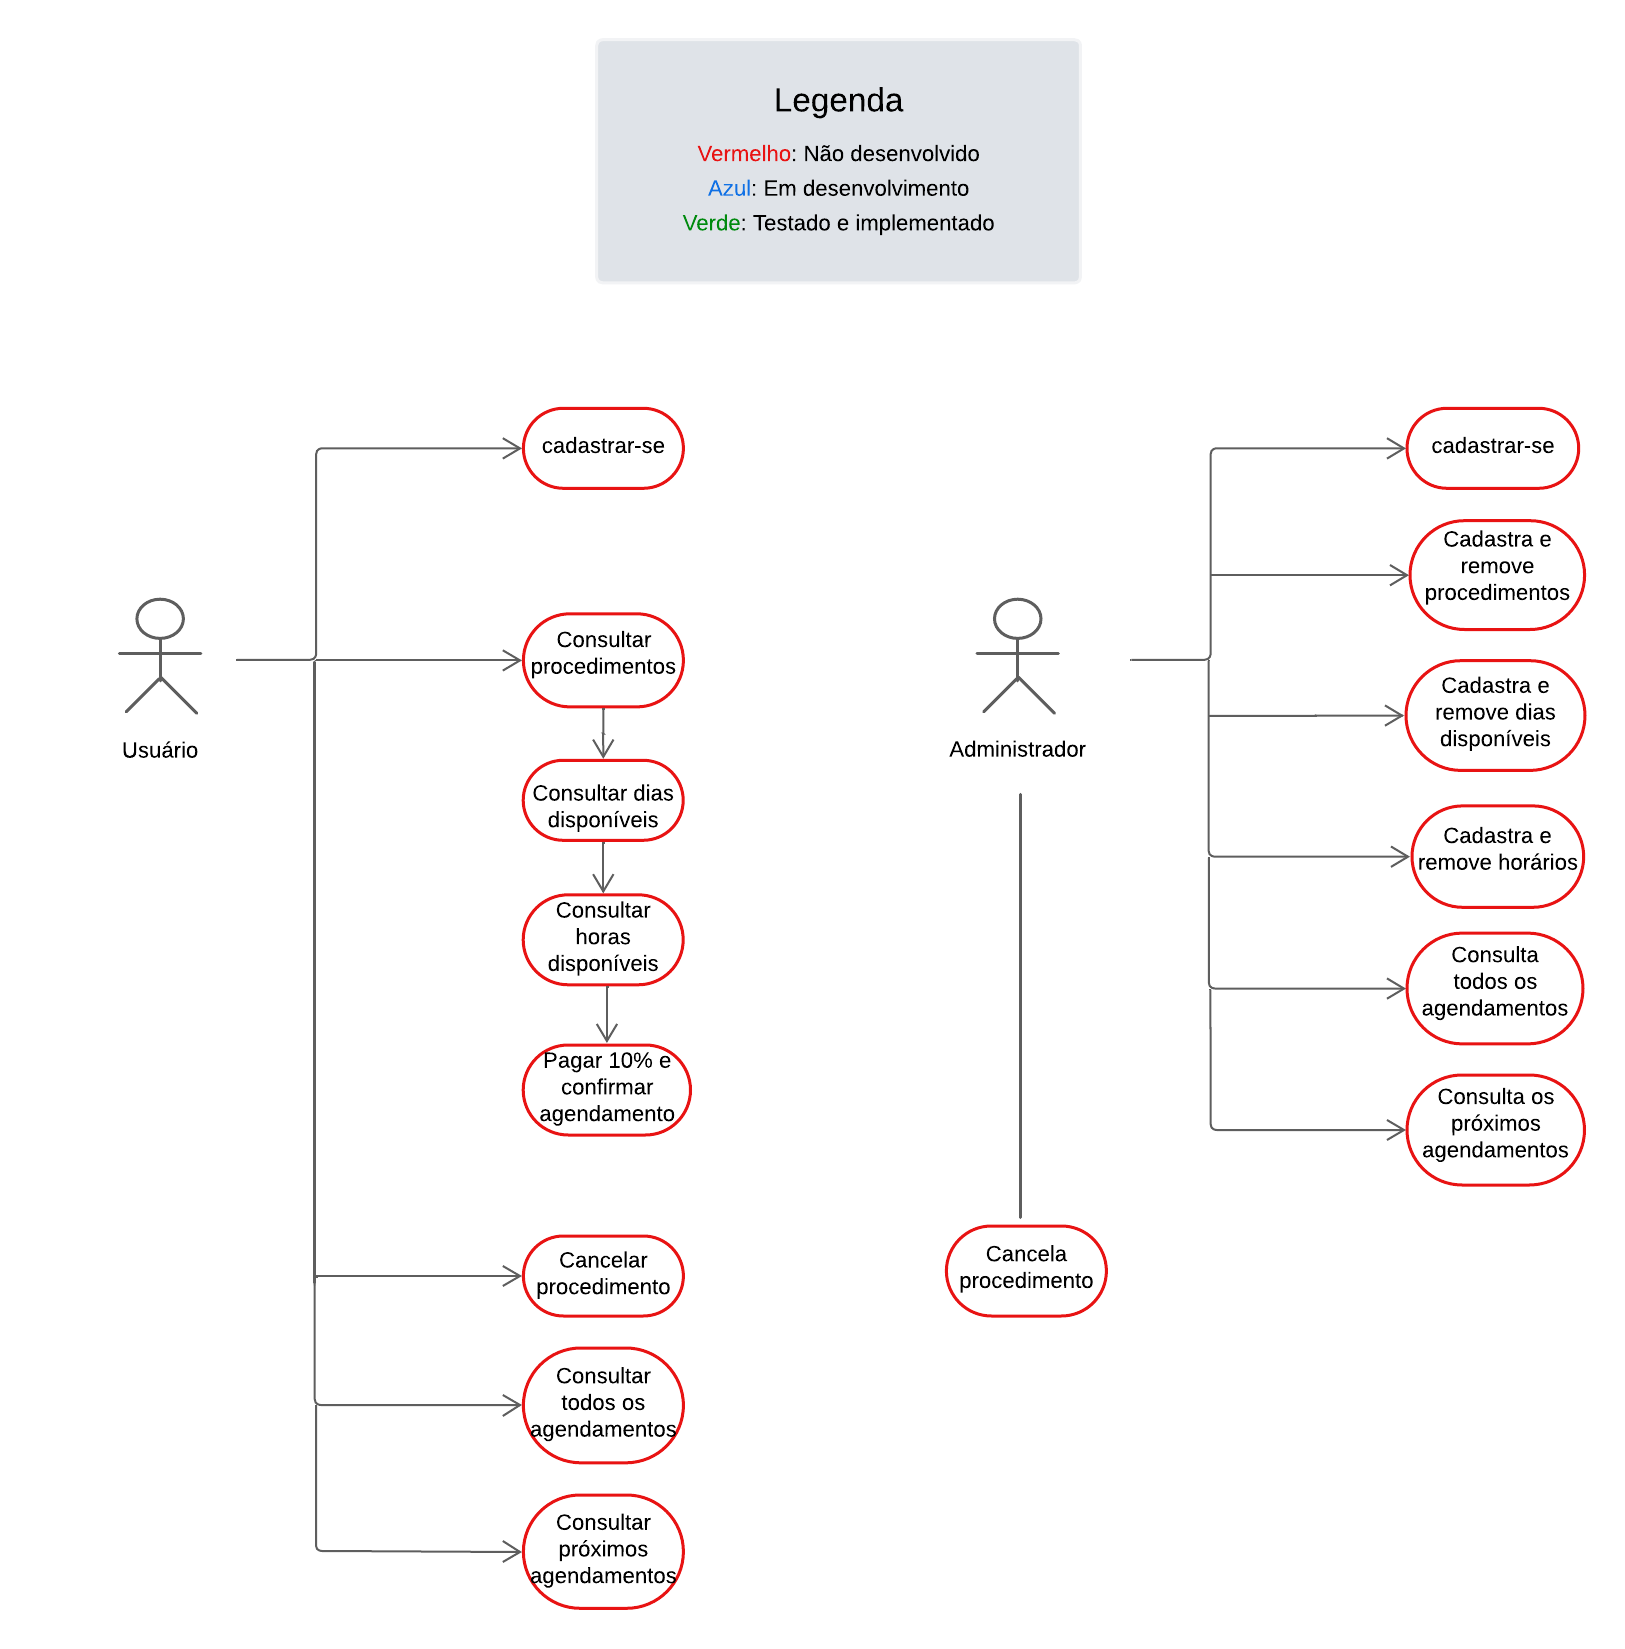 Legenda
Vermelho: Não desenvolvido
Azul: Em desenvolvimento
Verde: Testado e implementado
cadastrar-se
Consultar
procedimentos
Usuário
Consultar dias
disponíveis
Consultar
horas
disponíveis
Pagar 10% e
confirmar
agendamento
Cancelar
procedimento
Consultar
todos os
agendamentos
Consultar
próximos
agendamentos
Administrador
Cancela
procedimento
cadastrar-se
Cadastra e
remove
procedimentos
Cadastra e
remove dias
disponíveis
Cadastra e
remove horários
Consulta
todos os
agendamentos
Consulta os
próximos
agendamentos